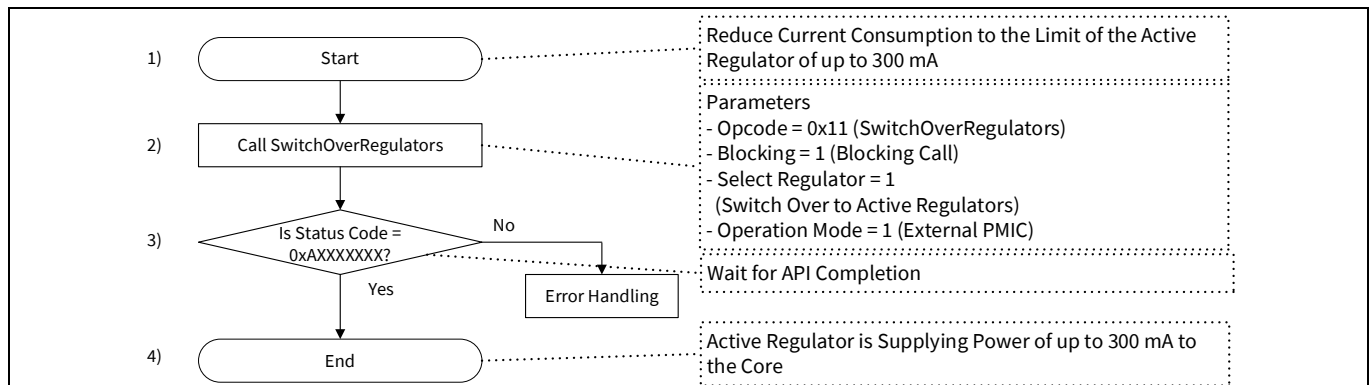 1)
Start
Reduce Current Consumption to the Limit of the Active
Regulator of up to 300 mA
2)
Call SwitchOverRegulators
Parameters
- Opcode = 0x11 (SwitchOverRegulators)
- Blocking = 1 (Blocking Call)
- Select Regulator = 1
(Switch Over to Active Regulators)
- Operation Mode = 1 (External PMIC)
3)
Is Status Code =
0xAXXXXXXX?
No
Yes
Wait for API Completion
Error Handling
4)
End
Active Regulator is Supplying Power of up to 300 mA to
the Core